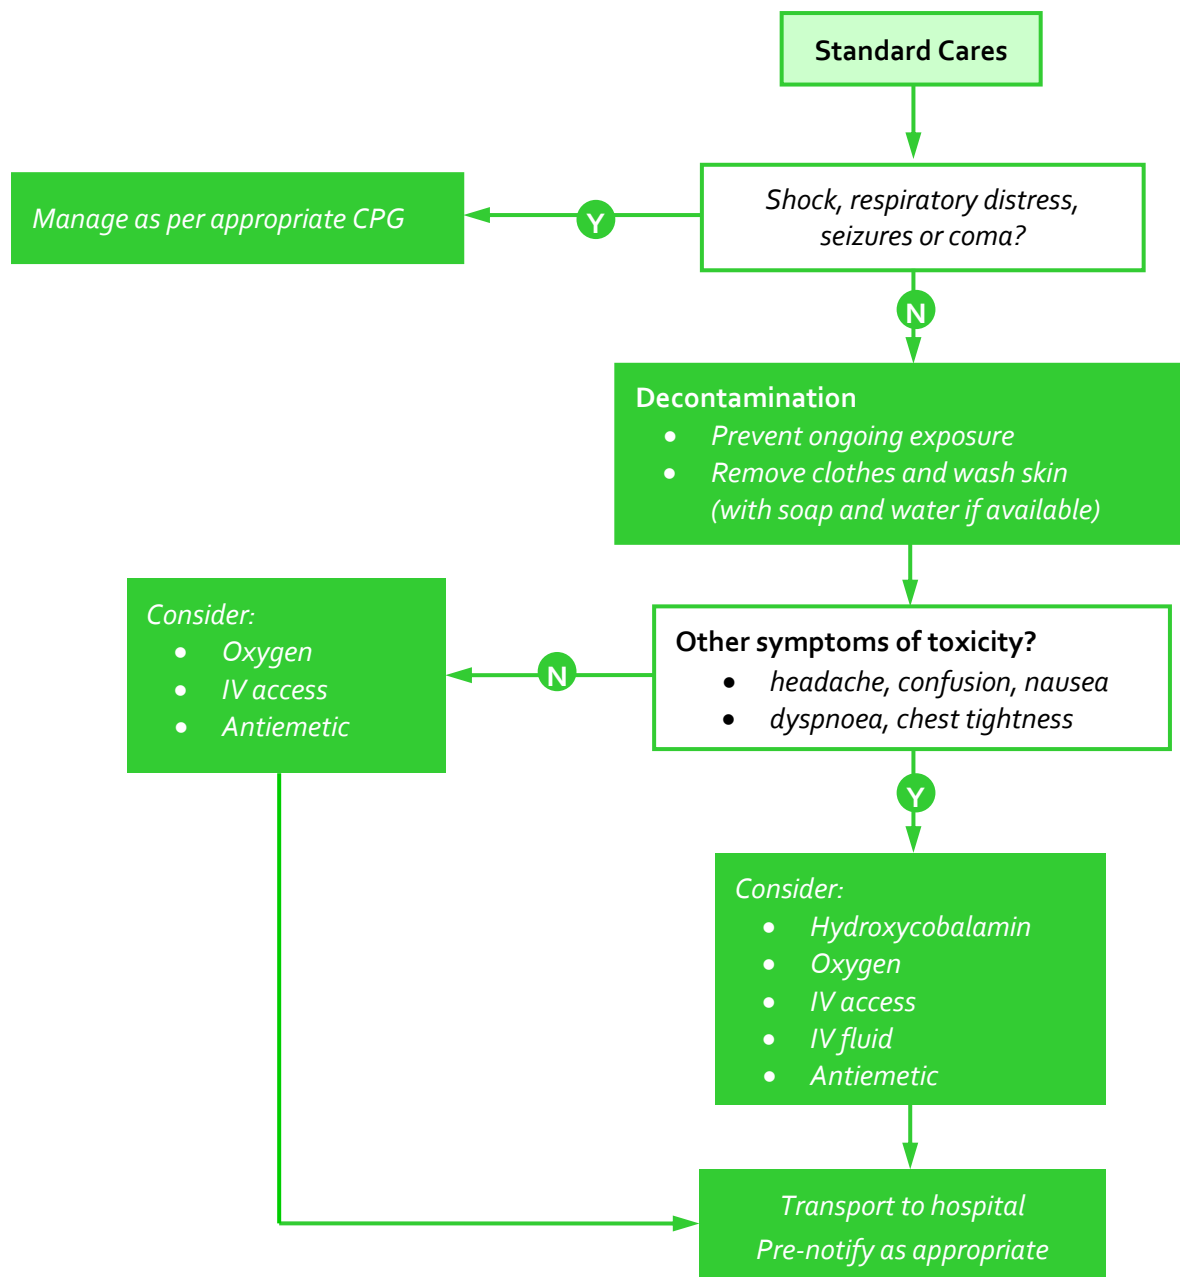 Standard Cares
Shock, respiratory distress,
seizures or coma?
Y
Manage as per appropriate CPG
N
Decontamination
• Prevent ongoing exposure
• Remove clothes and wash skin
(with soap and water if available)
Other symptoms of toxicity?
• headache, confusion, nausea
• dyspnoea, chest tightness
N
Consider:
• Oxygen
• IV access
• Antiemetic
Y
Consider:
• Hydroxycobalamin
• Oxygen
• IV access
• IV fluid
• Antiemetic
Transport to hospital
Pre-notify as appropriate